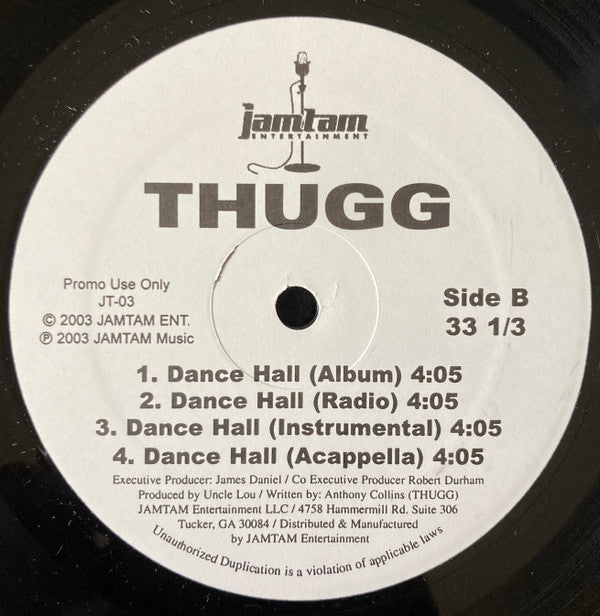 jamtam
ENTERTAINMENT
THUGG
Promo Use Only
JT-03
© 2003 JAMTAM ENT.
℗ 2003 JAMTAM Music
Side B
33 1/3
1. Dance Hall (Album) 4:05
2. Dance Hall (Radio) 4:05
3. Dance Hall (Instrumental) 4:05
4. Dance Hall (Acappella) 4:05
Executive Producer: James Daniel / Co Executive Producer Robert Durham
Produced by Uncle Lou / Written by: Anthony Collins (THUGG)
JAMTAM Entertainment LLC / 4758 Hammermill Rd. Suite 306
Tucker, GA 30084 / Distributed & Manufactured
by JAMTAM Entertainment
Unauthorized Duplication is a violation of applicable laws